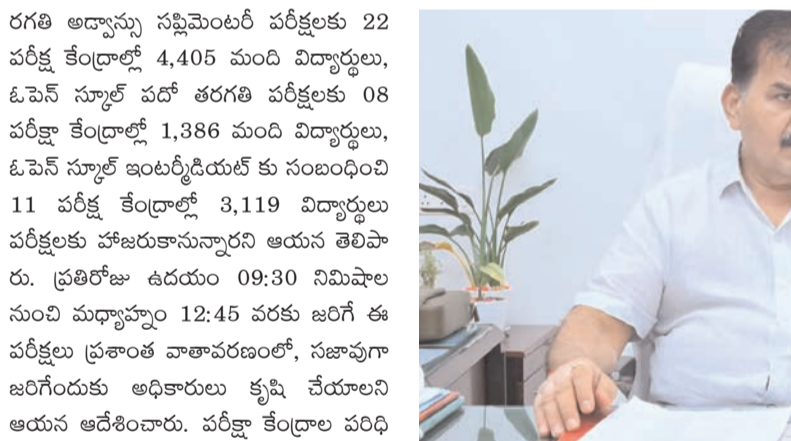 రగతి అడ్వాన్సు సప్లిమెంటరీ పరీక్షలకు 22
పరీక్ష కేంద్రాల్లో 4,405 మంది విద్యార్థులు,
ఓపెన్ స్కూల్ పదో తరగతి పరీక్షలకు 08
పరీక్షా కేంద్రాల్లో 1,386 మంది విద్యార్థులు,
ఓపెన్ స్కూల్ ఇంటర్మీడియట్ కు సంబంధించి
11 పరీక్ష కేంద్రాల్లో 3,119 విద్యార్థులు
పరీక్షలకు హాజరుకానున్నారని ఆయన తెలిపా
రు. ప్రతిరోజు ఉదయం 09:30 నిమిషాల
నుంచి మధ్యాహ్నం 12:45 వరకు జరిగే ఈ
పరీక్షలు ప్రశాంత వాతావరణంలో, సజావుగా
జరిగేందుకు అధికారులు కృషి చేయాలని
ఆయన ఆదేశించారు. పరీక్షా కేంద్రాల పరిధి